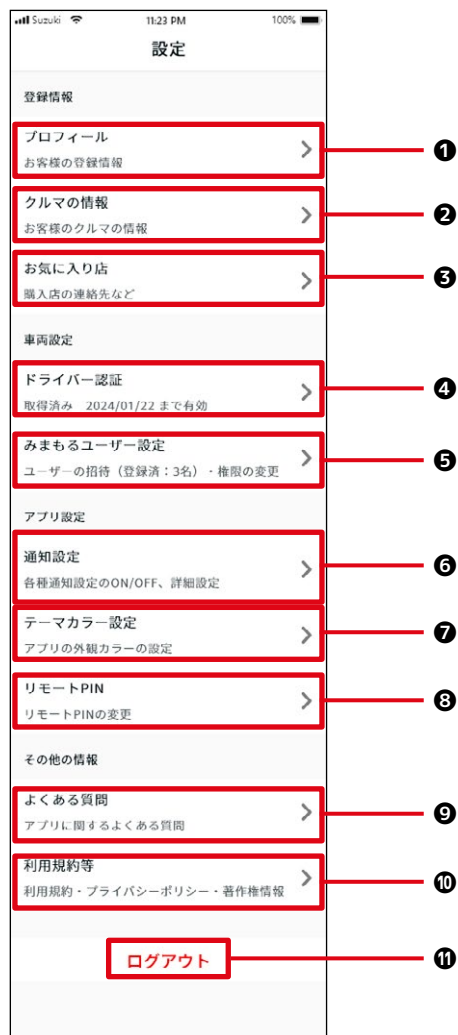 Suzuki 11:23 PM 100%
設定
登録情報
プロフィール
お客様の登録情報
❶
クルマの情報
お客様のクルマの情報
❷
お気に入り店
購入店の連絡先など
❸
車両設定
ドライバー認証
取得済み 2024/01/22 まで有効
❹
みまもるユーザー設定
ユーザーの招待（登録済：3名）・権限の変更
❺
アプリ設定
通知設定
各種通知設定のON/OFF、詳細設定
❻
テーマカラー設定
アプリの外観カラーの設定
❼
リモートPIN
リモートPINの変更
❽
その他の情報
よくある質問
アプリに関するよくある質問
❾
利用規約等
利用規約・プライバシーポリシー・著作権情報
❿
ログアウト
⓫